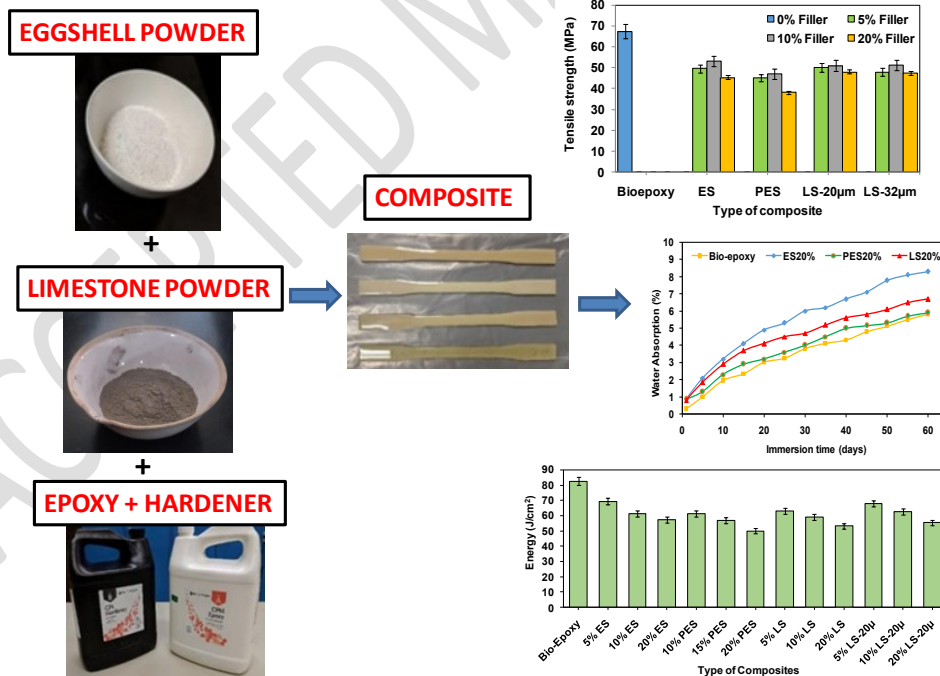 EGGSHELL POWDER
+
LIMESTONE POWDER
+
EPOXY + HARDENER
COMPOSITE
ACCEPTED M
Tensile strength (MPa)
80
70
60
50
40
30
20
10
0
0% Filler
5% Filler
10% Filler
20% Filler
Bioepoxy
ES
PES
LS-20µm
LS-32µm
Type of composite
Water Absorption (%)
9
8
7
6
5
4
3
2
1
0
Bio-epoxy
ES20%
PES20%
LS20%
0
10
20
30
40
50
60
Immersion time (days)
Energy (J/cm²)
90
80
70
60
50
40
30
20
10
0
Bio-Epoxy
5% ES
10% ES
20% ES
10% PES
15% PES
20% PES
5% LS
10% LS
20% LS
5% LS-20µ
10% LS-20µ
20% LS-20µ
Type of Composites